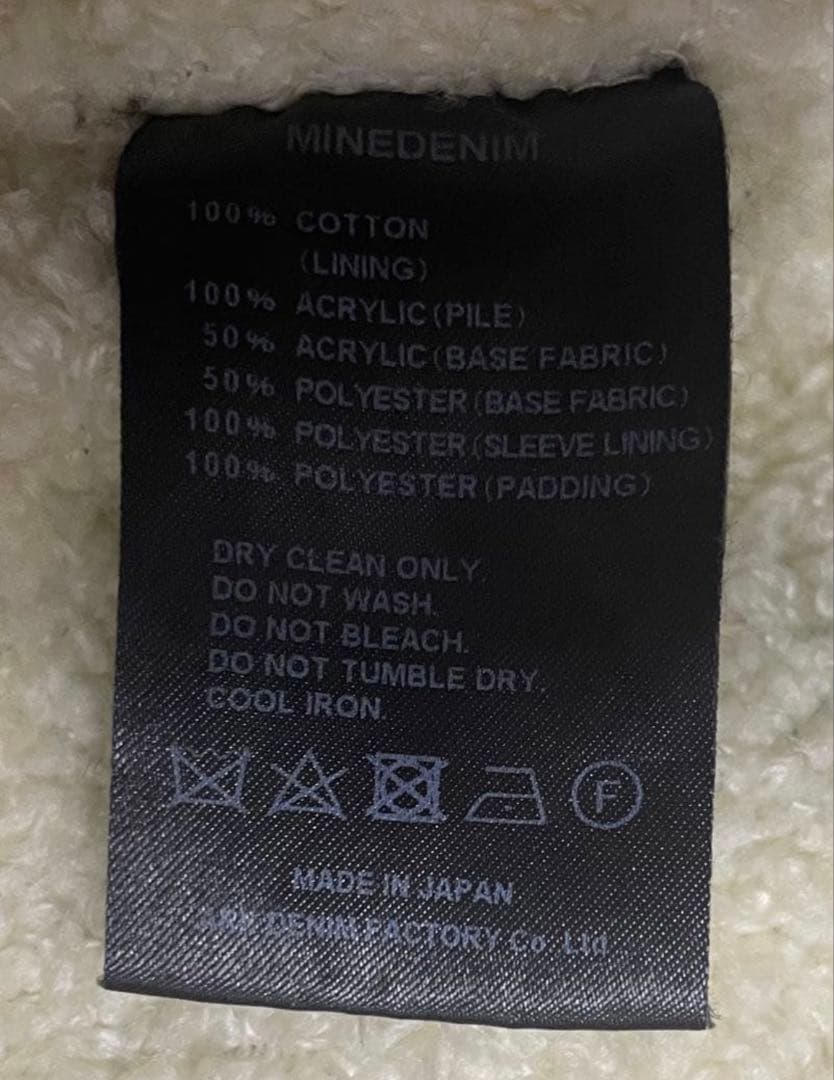 MINEDENIM
100% COTTON
(LINING)
100% ACRYLIC(PILE)
50% ACRYLIC(BASE FABRIC)
50% POLYESTER(BASE FABRIC)
100% POLYESTER(SLEEVE LINING)
100% POLYESTER(PADDING)
DRY CLEAN ONLY.
DO NOT WASH.
DO NOT BLEACH.
DO NOT TUMBLE DRY.
COOL IRON.
F
MADE IN JAPAN
DENIM FACTORY Co Ltd